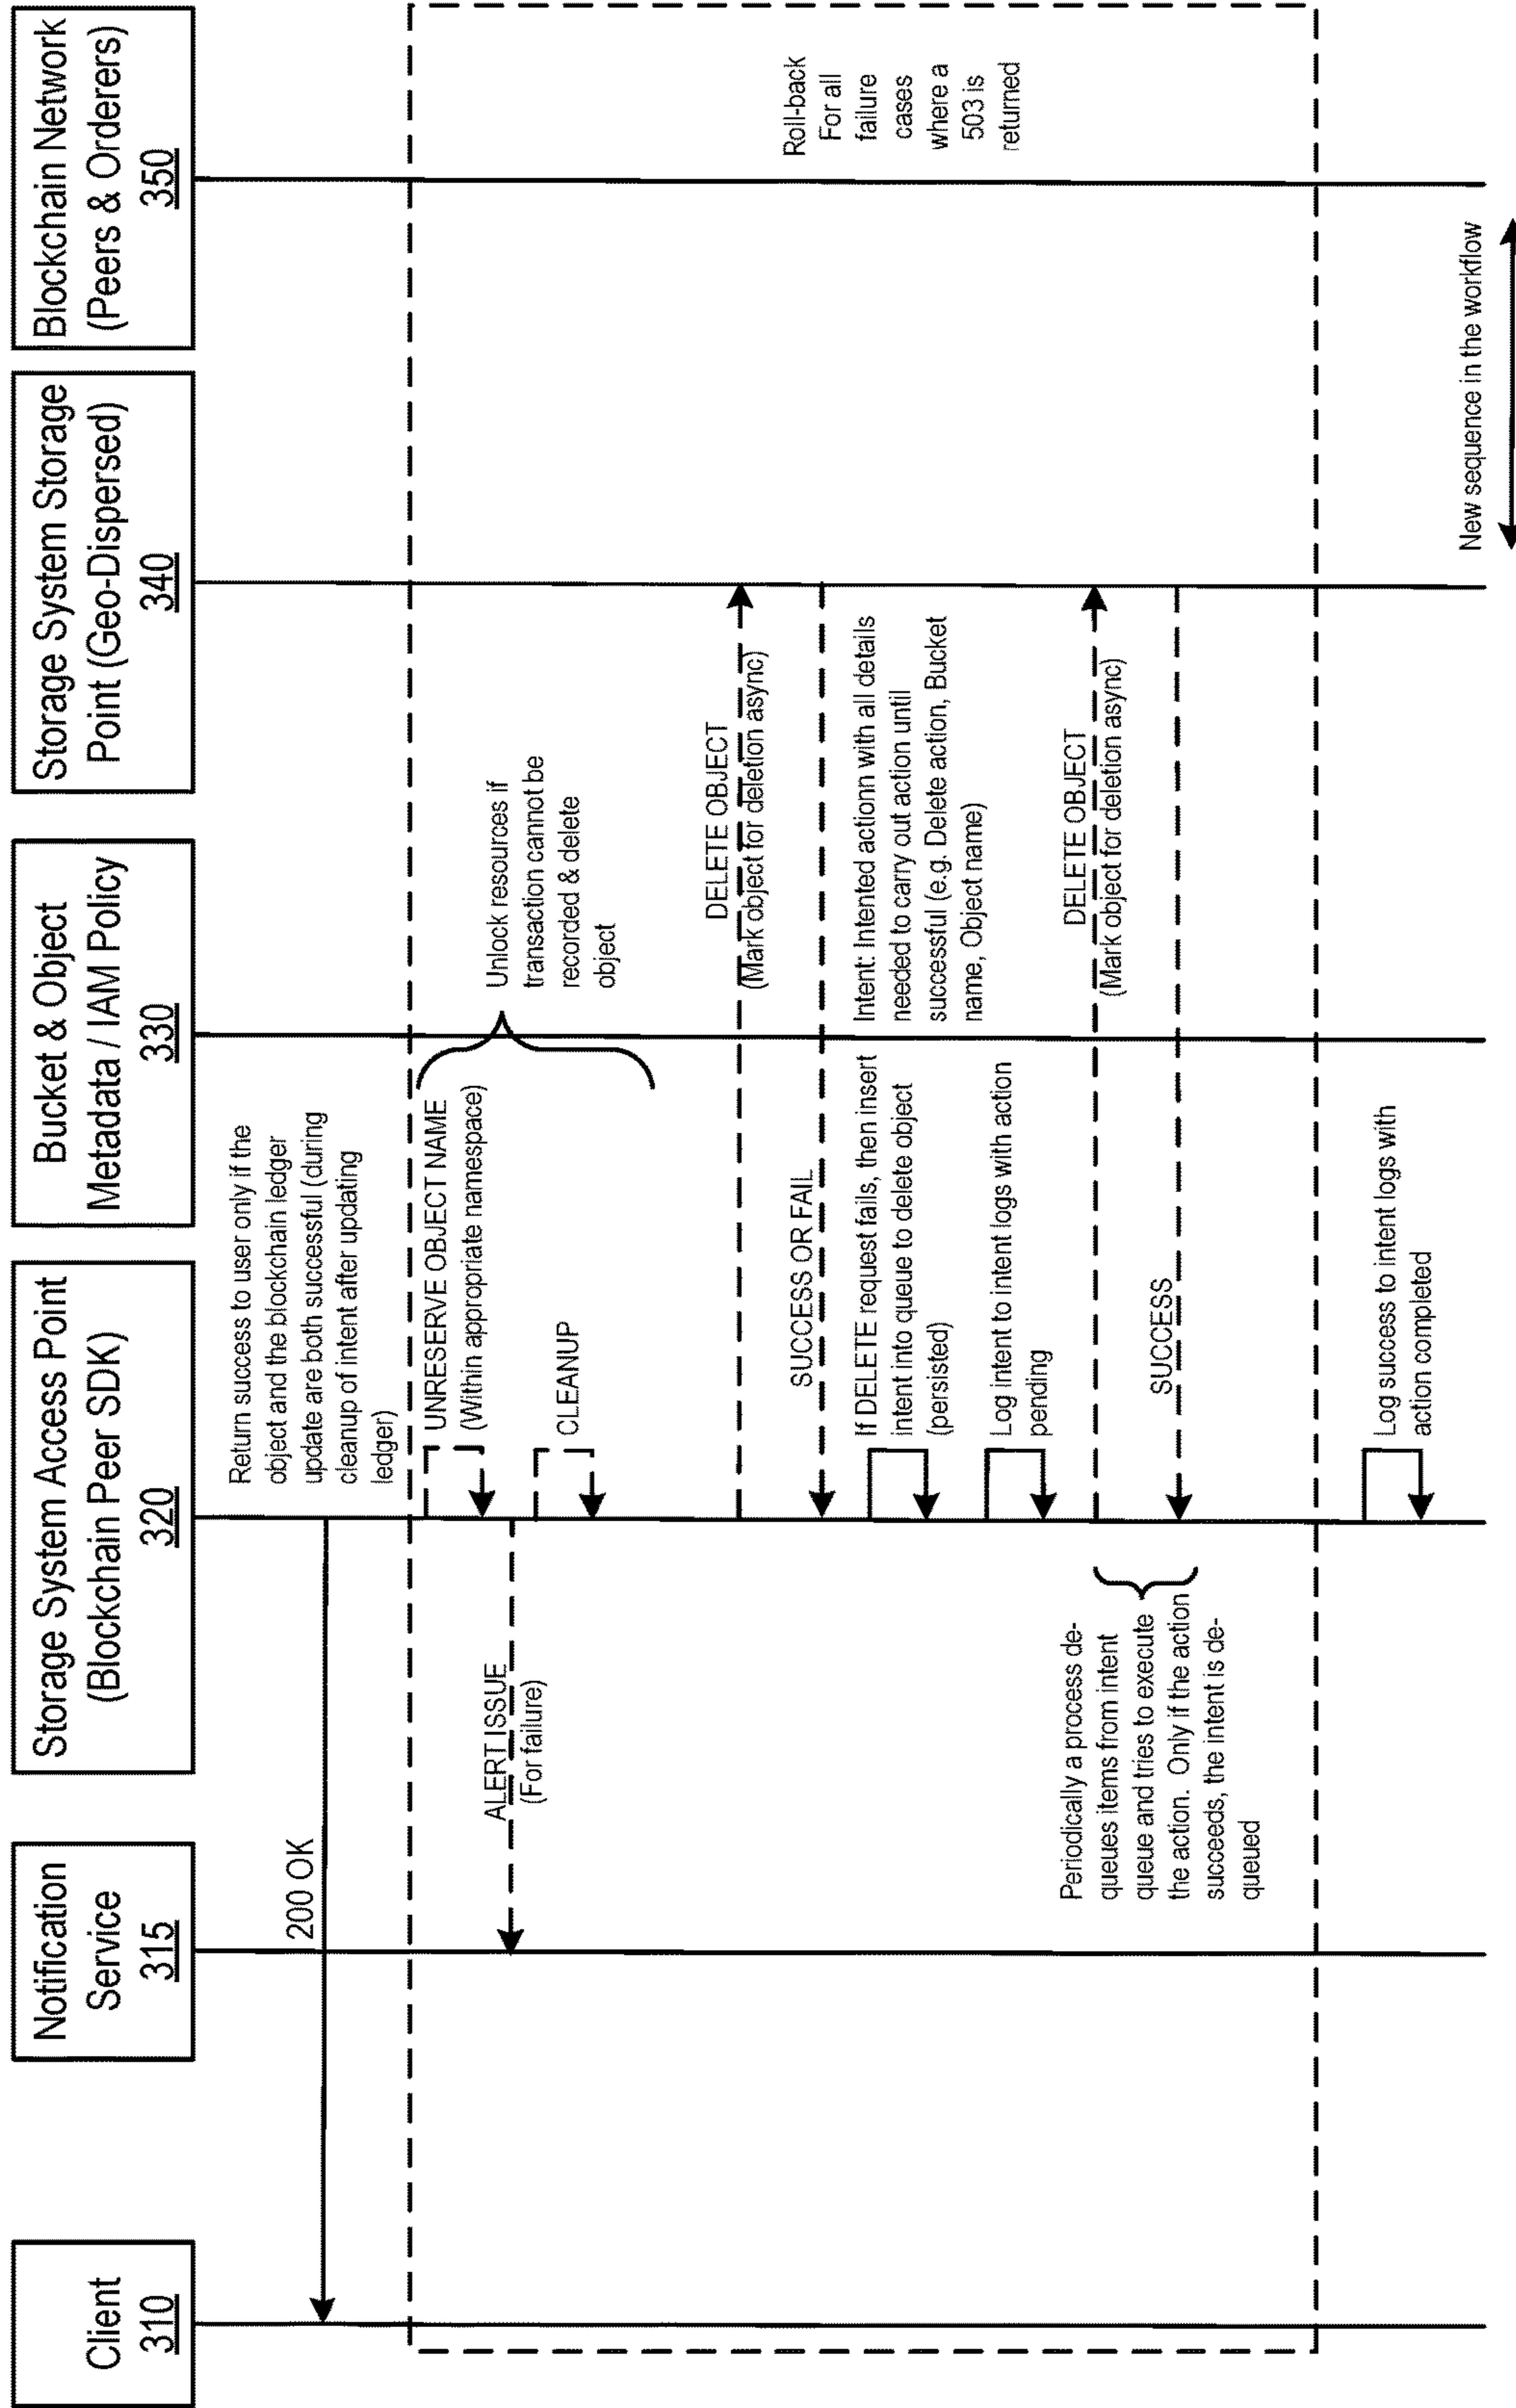 Client
310
Notification
Service
315
Storage System Access Point
(Blockchain Peer SDK)
320
Bucket & Object
Metadata / IAM Policy
330
Storage System Storage
Point (Geo-Dispersed)
340
Blockchain Network
(Peers & Orderers)
350
200 OK
Return success to user only if the
object and the blockchain ledger
update are both successful (during
cleanup of intent after updating
ledger)
UNRESERVE OBJECT NAME
(Within appropriate namespace)
ALERT ISSUE
(For failure)
CLEANUP
Unlock resources if
transaction cannot be
recorded & delete
object
DELETE OBJECT
(Mark object for deletion async)
Roll-back
For all
failure
cases
where a
503 is
returned
SUCCESS OR FAIL
If DELETE request fails, then insert
intent into queue to delete object
(persisted)
Intent: Intented actionn with all details
needed to carry out action until
successful (e.g. Delete action, Bucket
name, Object name)
Log intent to intent logs with action
pending
DELETE OBJECT
(Mark object for deletion async)
Periodically a process de-
queues items from intent
queue and tries to execute
the action. Only if the action
succeeds, the intent is de-
queued
SUCCESS
Log success to intent logs with
action completed
New sequence in the workflow